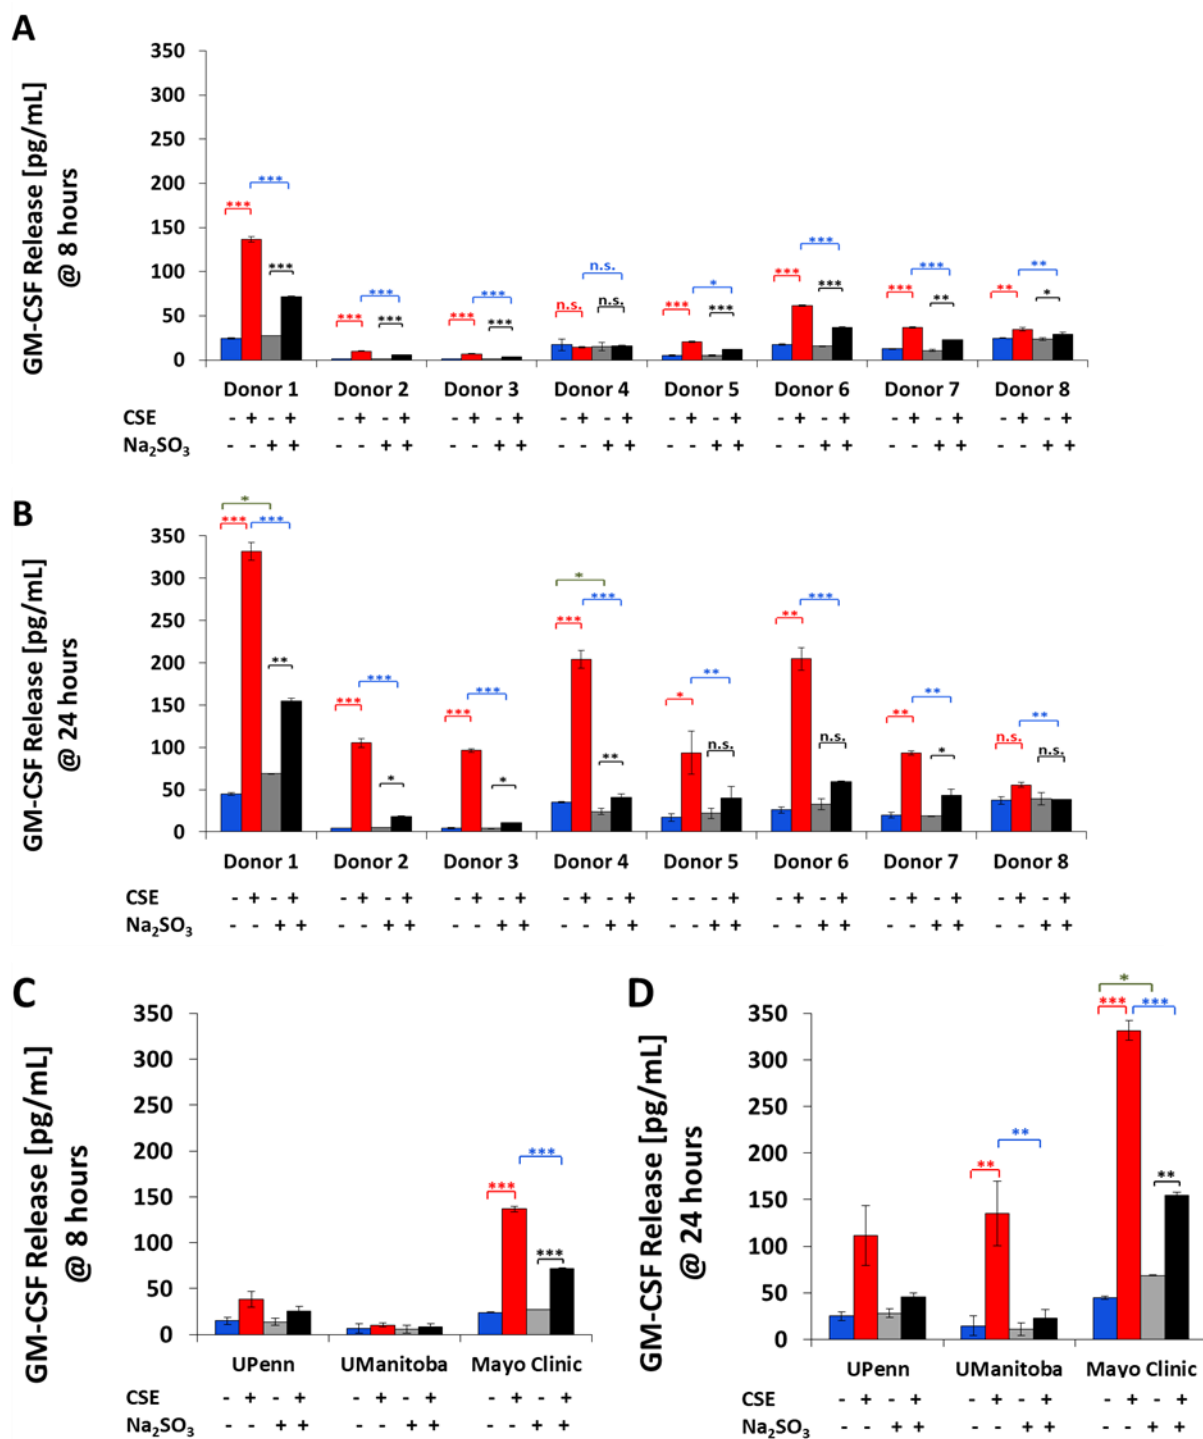 A
GM-CSF Release [pg/mL]
@ 8 hours
350
300
250
200
150
100
50
0
*** *** ***
*** *** ***
*** *** ***
n.s. n.s. n.s.
*** * ***
*** *** ***
*** *** **
** ** *
Donor 1 Donor 2 Donor 3 Donor 4 Donor 5 Donor 6 Donor 7 Donor 8
CSE - + - + - + - + - + - + - + - + - + - + - + - + - + - + - + - +
Na₂SO₃ - - + + - - + + - - + + - - + + - - + + - - + + - - + + - - + +
B
GM-CSF Release [pg/mL]
@ 24 hours
350
300
250
200
150
100
50
0
* *** *** **
*** *** *
*** *** *
* *** *** **
* ** n.s.
** *** n.s.
** ** *
n.s. ** n.s.
Donor 1 Donor 2 Donor 3 Donor 4 Donor 5 Donor 6 Donor 7 Donor 8
CSE - + - + - + - + - + - + - + - + - - - + - + - + - + - + - + - +
Na₂SO₃ - - + + - - + + - - + + - - + + - - + + - - + + - - + + - - + +
C
GM-CSF Release [pg/mL]
@ 8 hours
350
300
250
200
150
100
50
0
*** *** ***
UPenn UManitoba Mayo Clinic
CSE - + - + - + - + - + - +
Na₂SO₃ - - + + - - + + - - + +
D
GM-CSF Release [pg/mL]
@ 24 hours
350
300
250
200
150
100
50
0
** **
* *** *** **
UPenn UManitoba Mayo Clinic
CSE - + - + - + - + - + - +
Na₂SO₃ - - + + - - + + - - + +